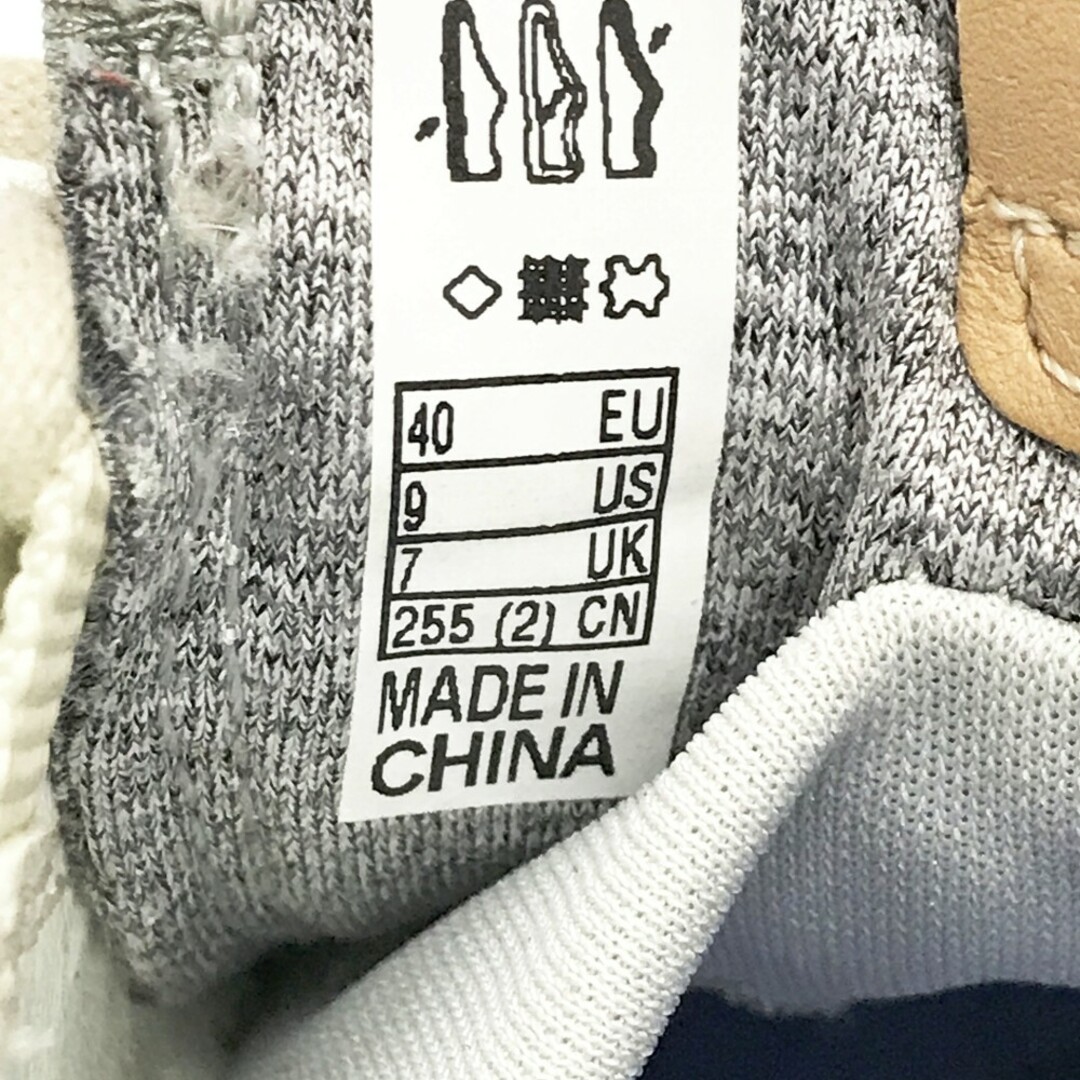 40 EU
9 US
7 UK
255 (2) CN
MADE IN
CHINA